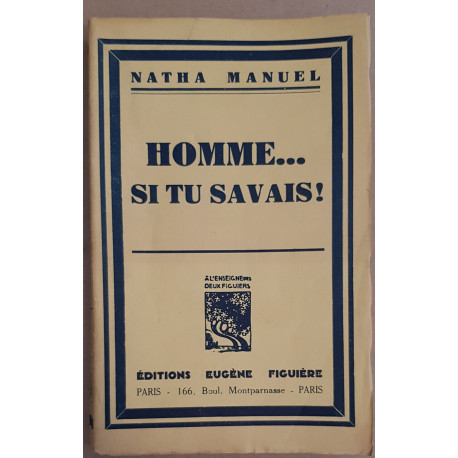 NATHA MANUEL
HOMME...
SI TU SAVAIS!
À L'ENSEIGNE DES
DEUX FIGUIERS
ÉDITIONS EUGÈNE FIGUIÈRE
PARIS - 166, Boul. Montparnasse - PARIS